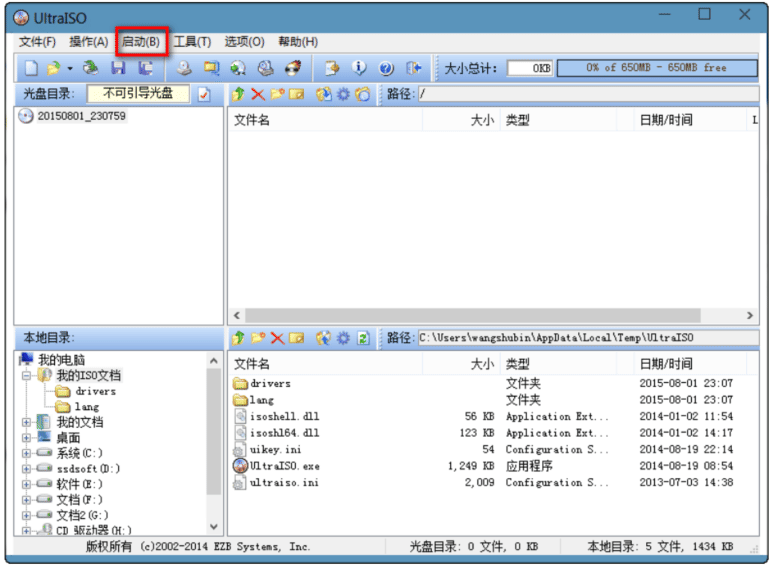 UltraISO
文件(F) 操作(A) 启动(B) 工具(T) 选项(O) 帮助(H)
大小总计: 0KB 0% of 650MB - 650MB free
光盘目录: 不可引导光盘 路径: /
20150801_230759
文件名 大小 类型 日期/时间 L
本地目录: 路径: C:\Users\wangshubin\AppData\Local\Temp\UltraISO
我的电脑
我的ISO文档
drivers
lang
我的文档
桌面
系统(C:)
ssdsoft(D:)
软件(E:)
文档(F:)
文档2(G:)
CD 驱动器(H:)
文件名 大小 类型 日期/时间
drivers 文件夹 2015-08-01 23:07
lang 文件夹 2015-08-01 23:07
isoshell.dll 56 KB Application Ext... 2014-01-02 11:54
isoshl64.dll 123 KB Application Ext... 2014-01-02 14:17
uikey.ini 54 Configuration S... 2014-08-19 22:14
UltraISO.exe 1,249 KB 应用程序 2014-08-19 08:54
ultraiso.ini 2,009 Configuration S... 2013-07-03 14:38
版权所有 (c)2002-2014 EZB Systems, Inc. 光盘目录: 0 文件, 0 KB 本地目录: 5 文件, 1434 KB